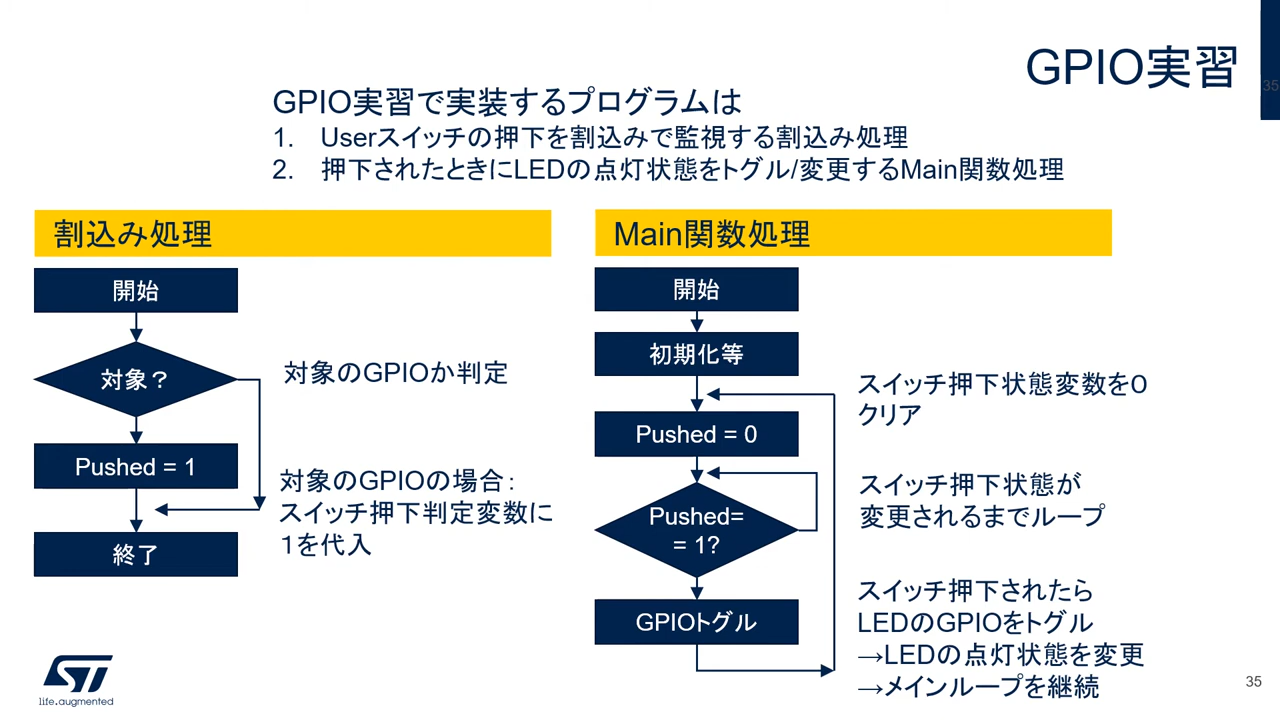 GPIO実習
35
GPIO実習で実装するプログラムは
1. Userスイッチの押下を割込みで監視する割込み処理
2. 押下されたときにLEDの点灯状態をトグル/変更するMain関数処理
割込み処理
開始
対象？
対象のGPIOか判定
Pushed = 1
対象のGPIOの場合：
スイッチ押下判定変数に
１を代入
終了
Main関数処理
開始
初期化等
スイッチ押下状態変数を０
クリア
Pushed = 0
スイッチ押下状態が
変更されるまでループ
Pushed=
= 1?
GPIOトグル
スイッチ押下されたら
LEDのGPIOをトグル
→LEDの点灯状態を変更
→メインループを継続
ST
life.augmented
35